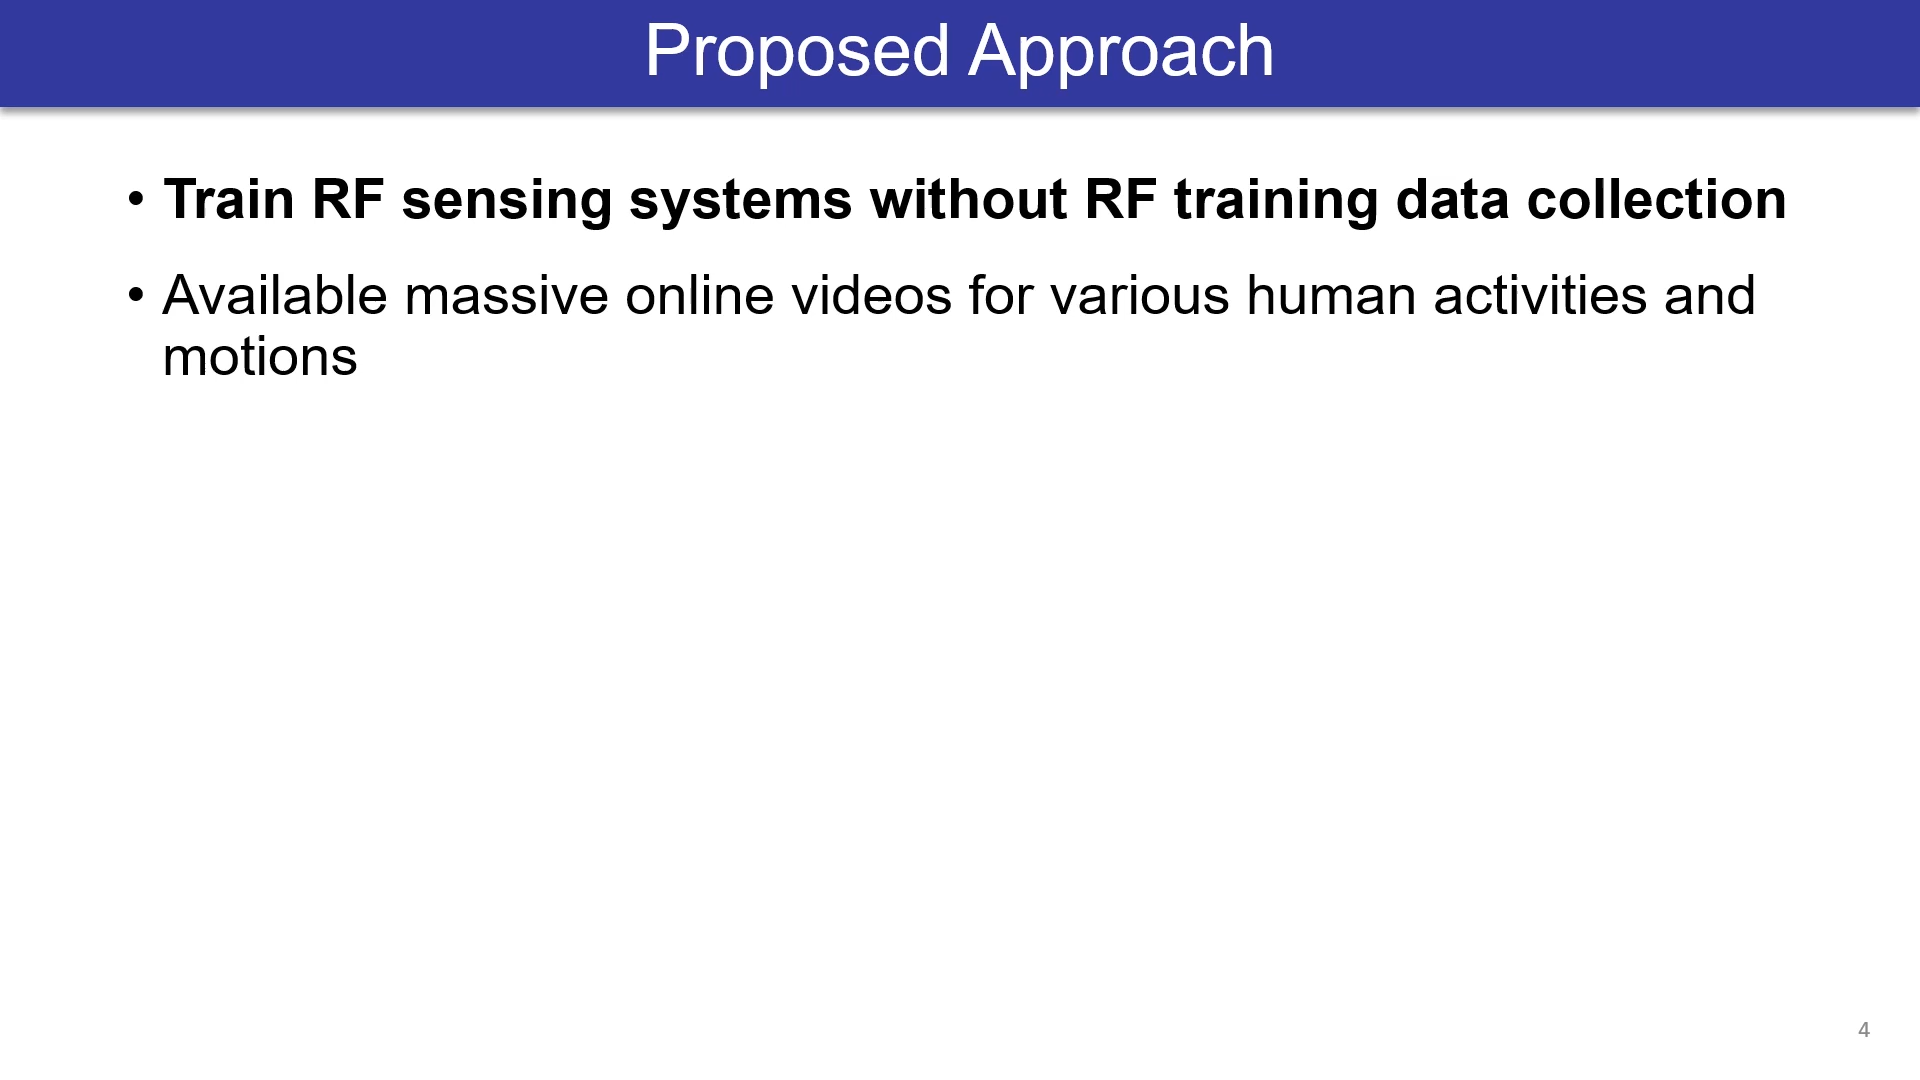 Proposed Approach
• Train RF sensing systems without RF training data collection
• Available massive online videos for various human activities and
motions
4